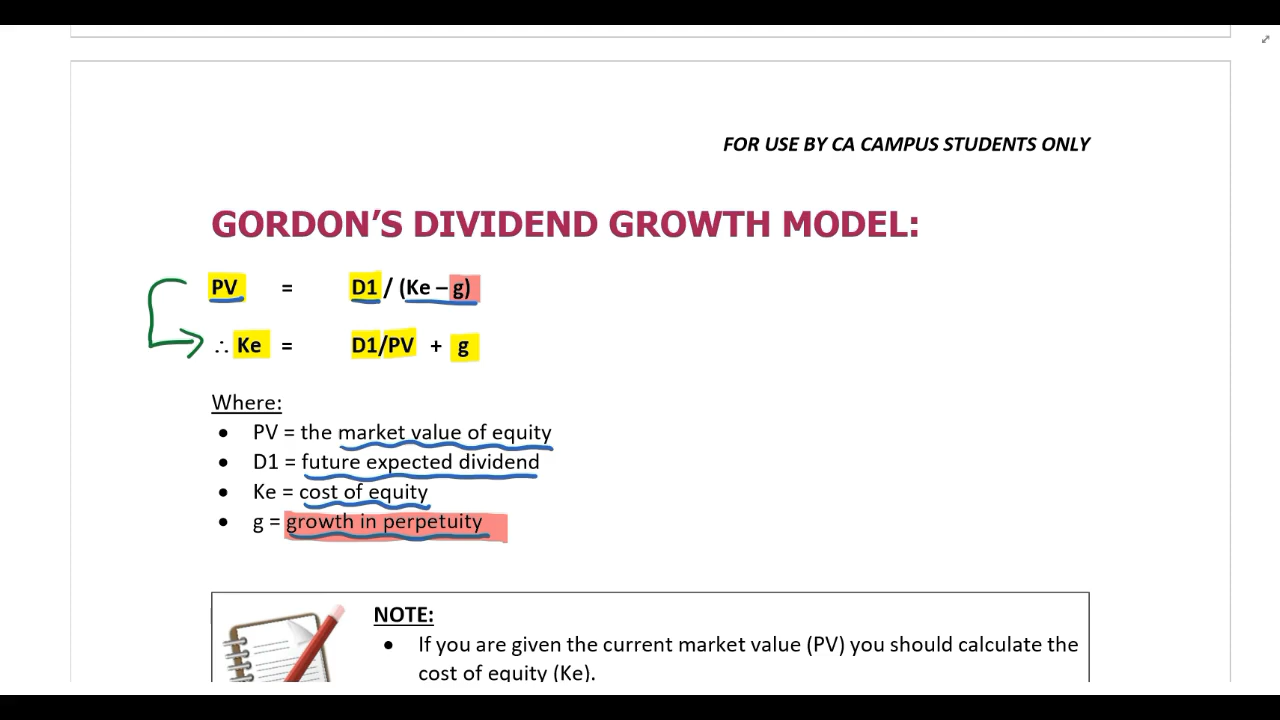 FOR USE BY CA CAMPUS STUDENTS ONLY
GORDON’S DIVIDEND GROWTH MODEL:
PV = D1 / (Ke – g)
∴ Ke = D1/PV + g
Where:
• PV = the market value of equity
• D1 = future expected dividend
• Ke = cost of equity
• g = growth in perpetuity
NOTE:
• If you are given the current market value (PV) you should calculate the
cost of equity (Ke).